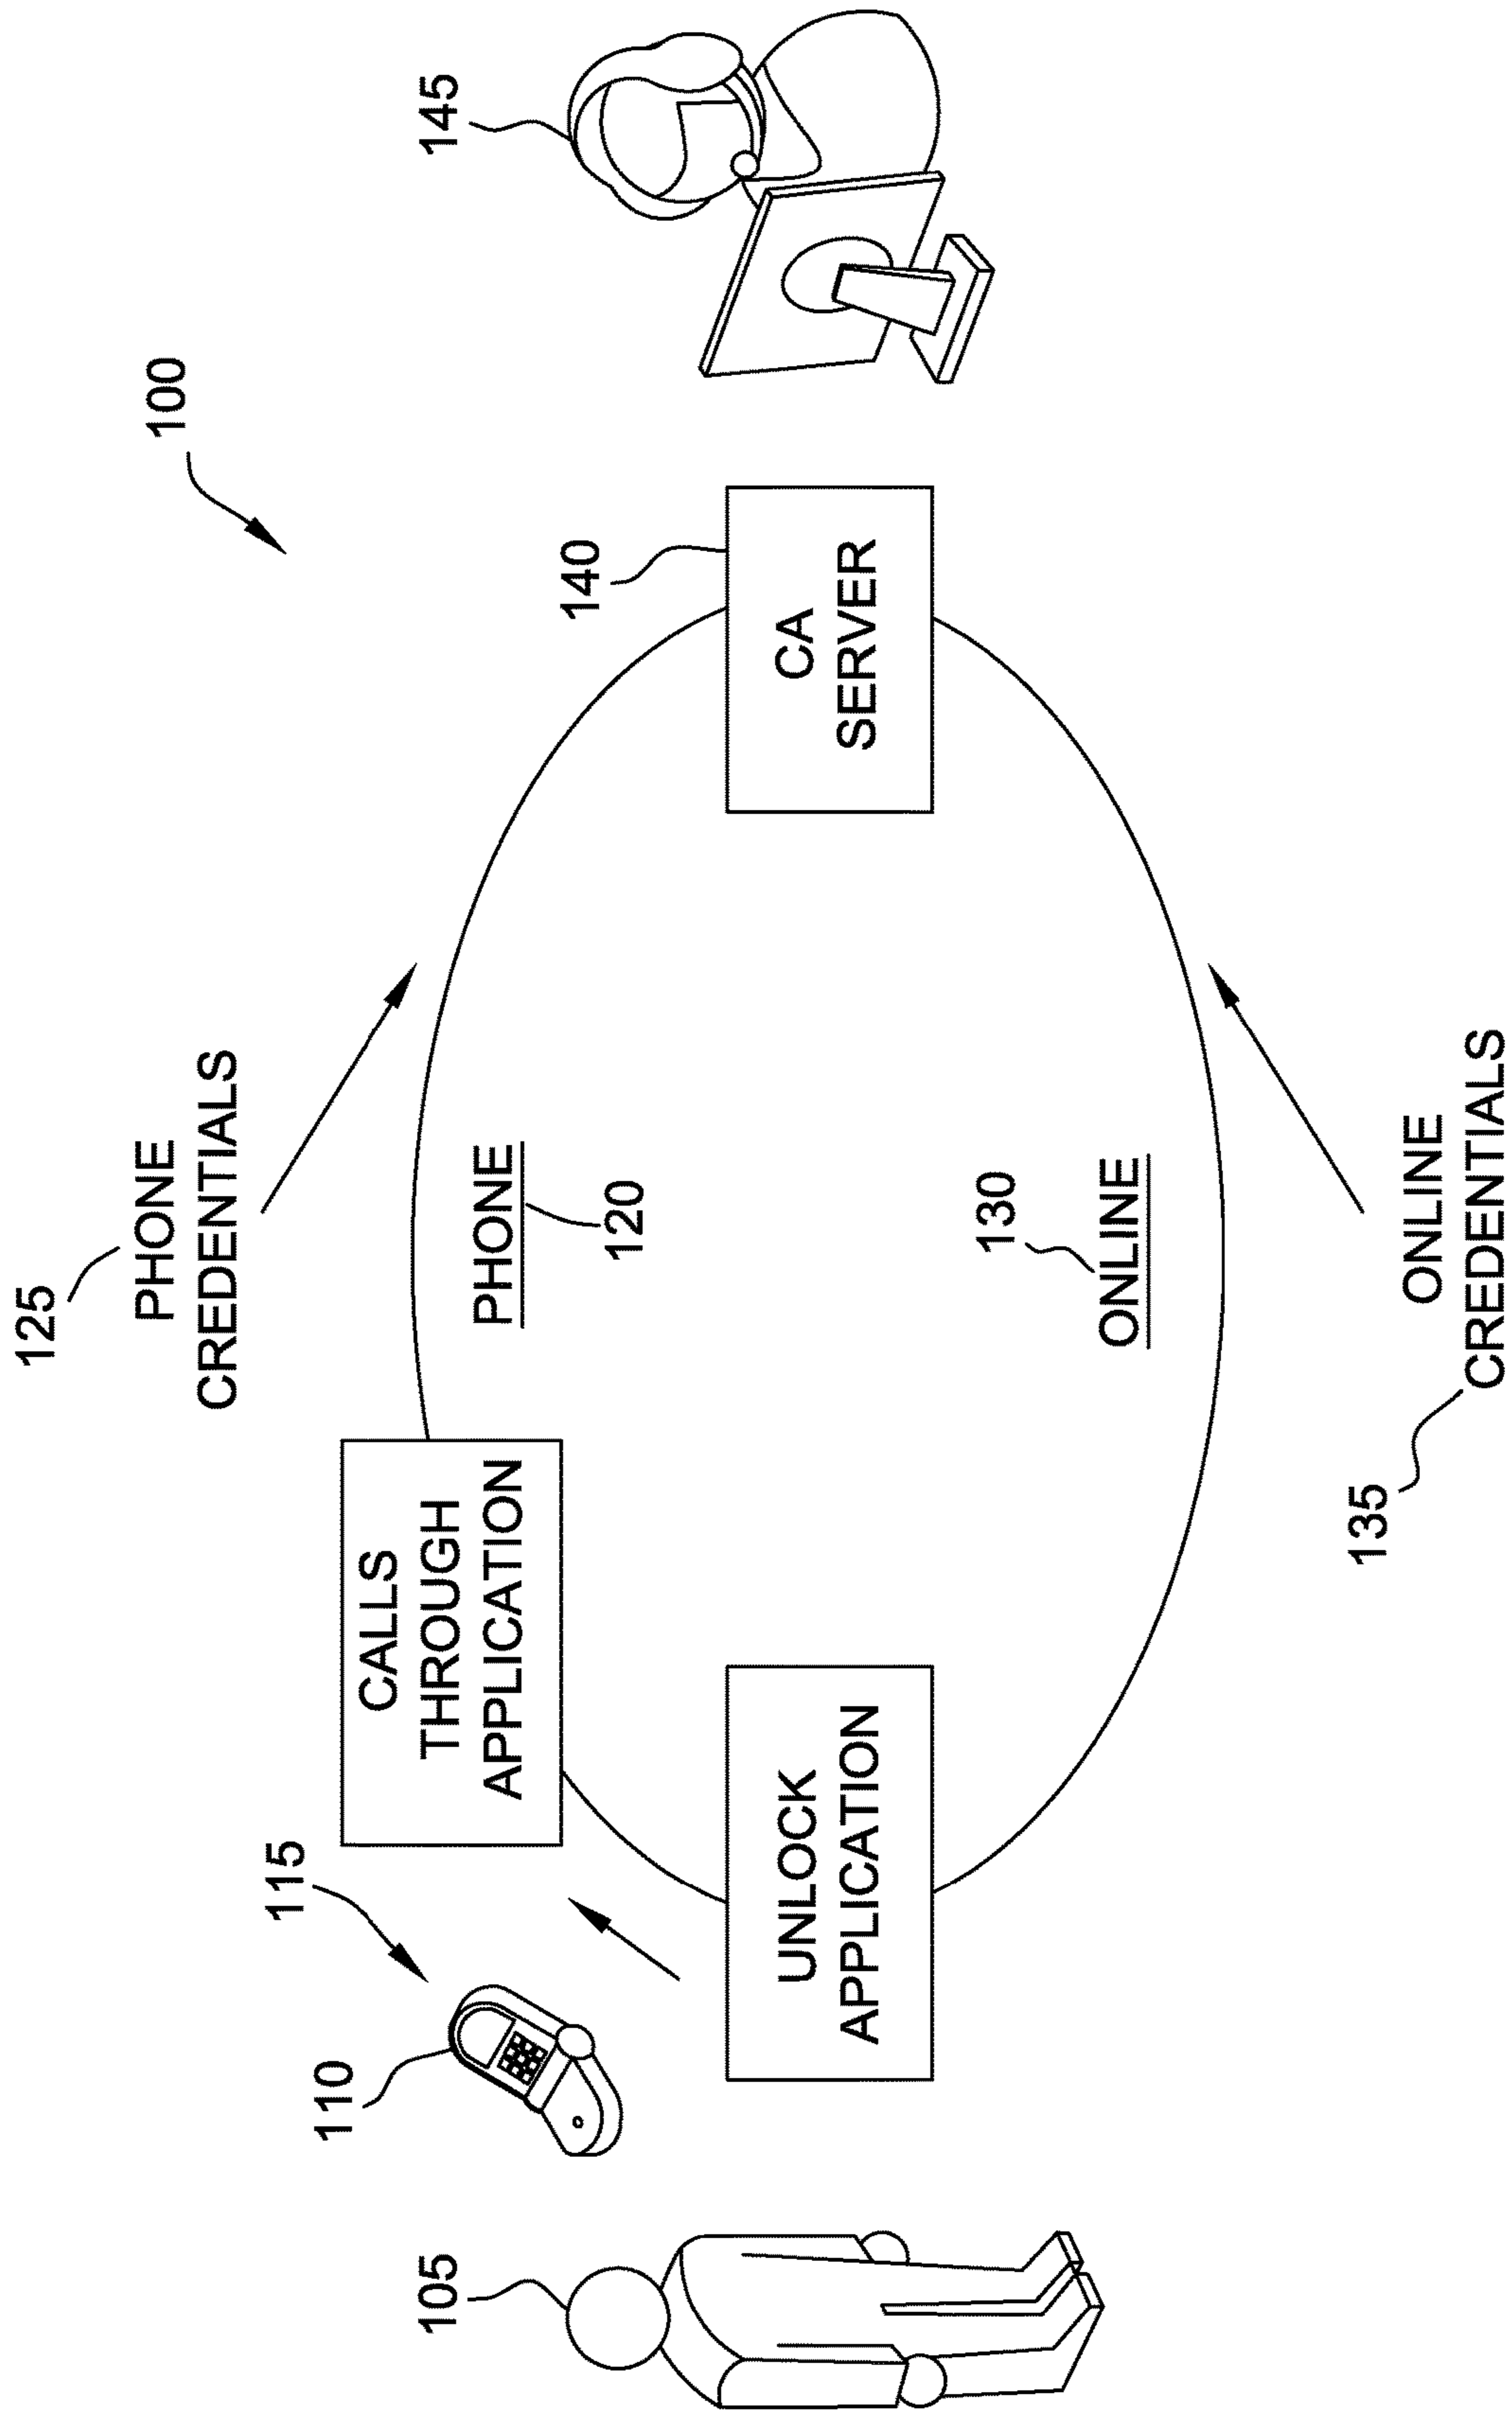 100
125
PHONE
CREDENTIALS
115
CALLS
THROUGH
APPLICATION
110
105
PHONE
120
140
145
UNLOCK
APPLICATION
CA
SERVER
130
ONLINE
135
ONLINE
CREDENTIALS